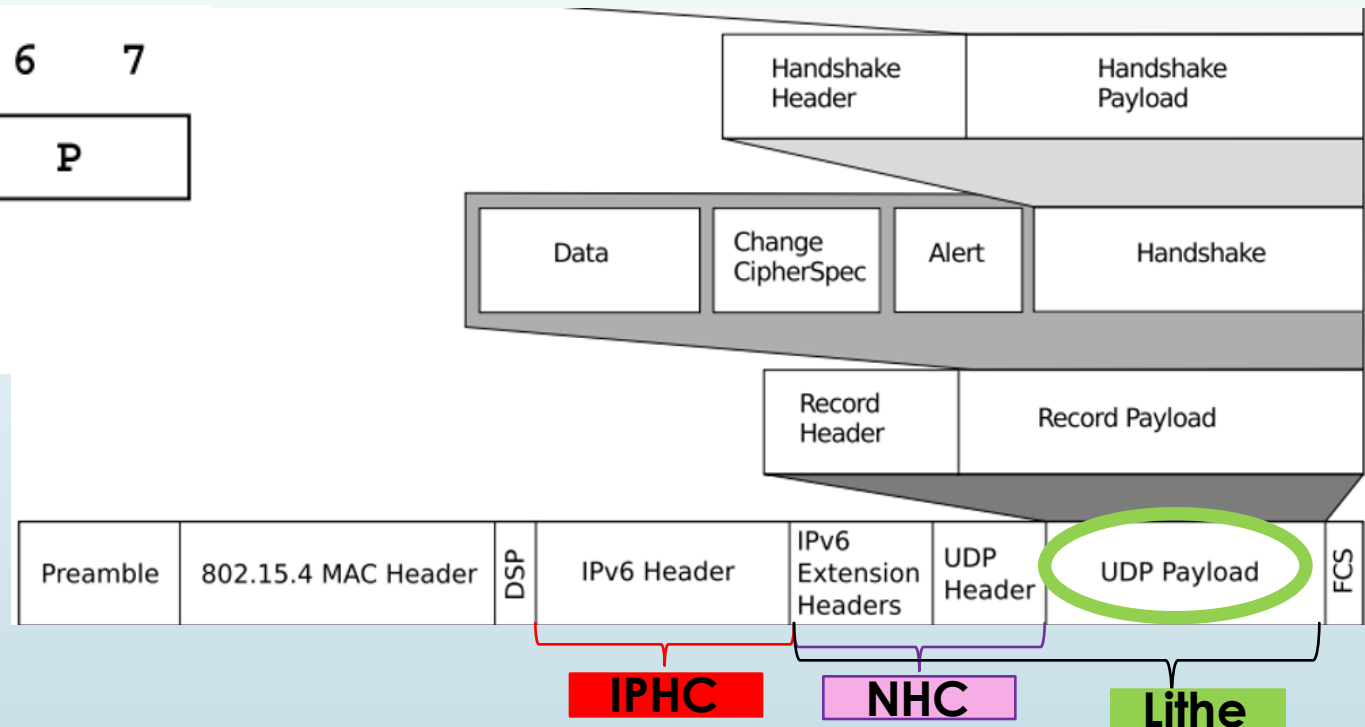 6 7
P
Handshake
Header
Handshake
Payload
Data
Change
CipherSpec
Alert
Handshake
Record
Header
Record Payload
Preamble
802.15.4 MAC Header
DSP
IPv6 Header
IPv6
Extension
Headers
UDP
Header
UDP Payload
FCS
IPHC
NHC
Lithe